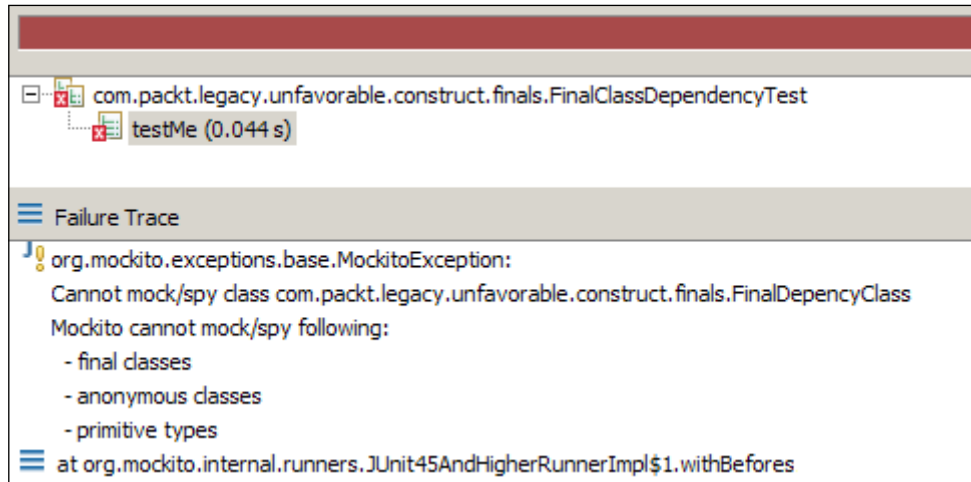 com.packt.legacy.unfavorable.construct.finals.FinalClassDependencyTest
testMe (0.044 s)
Failure Trace
org.mockito.exceptions.base.MockitoException:
Cannot mock/spy class com.packt.legacy.unfavorable.construct.finals.FinalDepencyClass
Mockito cannot mock/spy following:
- final classes
- anonymous classes
- primitive types
at org.mockito.internal.runners.JUnit45AndHigherRunnerImpl$1.withBefores